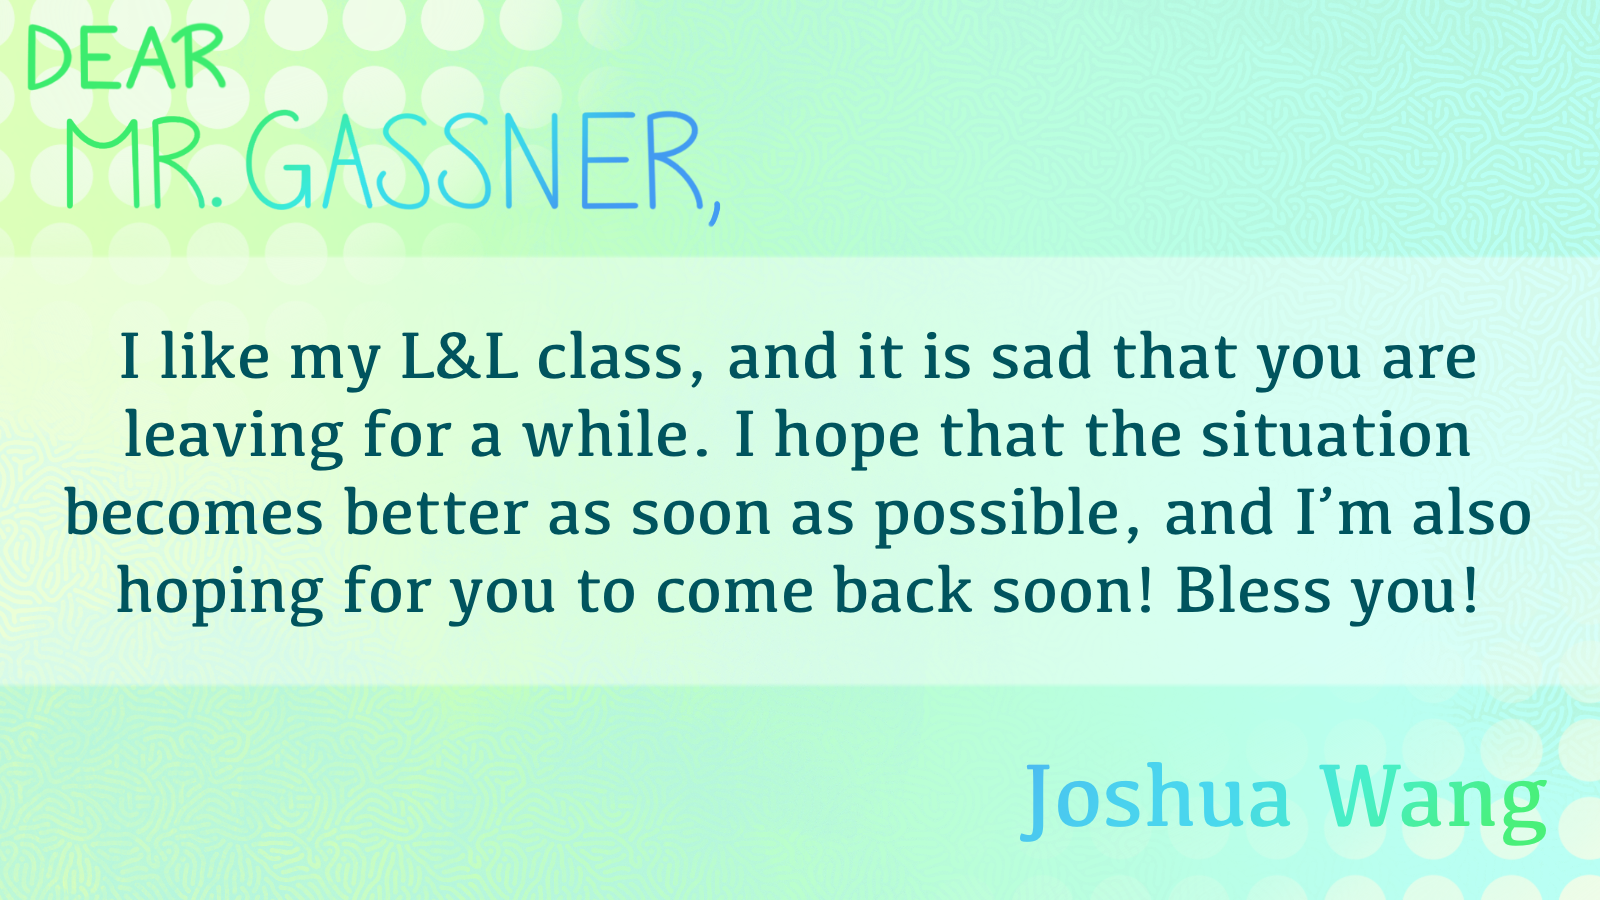 DEAR
MR. GASSNER,
I like my L&L class, and it is sad that you are
leaving for a while. I hope that the situation
becomes better as soon as possible, and I’m also
hoping for you to come back soon! Bless you!
Joshua Wang